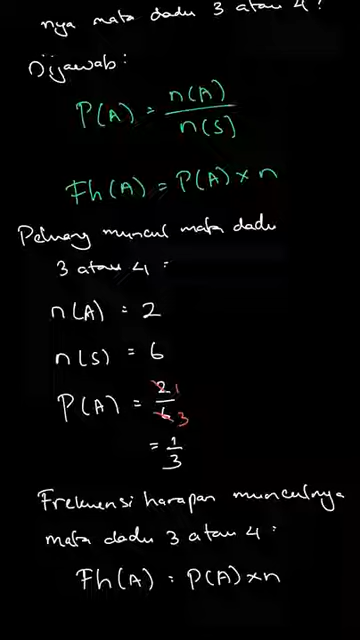 nya mata dadu 3 atau 4?
Dijawab:
P(A) = n(A)/n(S)
Fh(A) = P(A) × n
Peluang muncul mata dadu
3 atau 4 :
n(A) = 2
n(S) = 6
P(A) = 2/6 1/3
= 1/3
Frekuensi harapan munculnya
mata dadu 3 atau 4 :
Fh(A) = P(A) × n